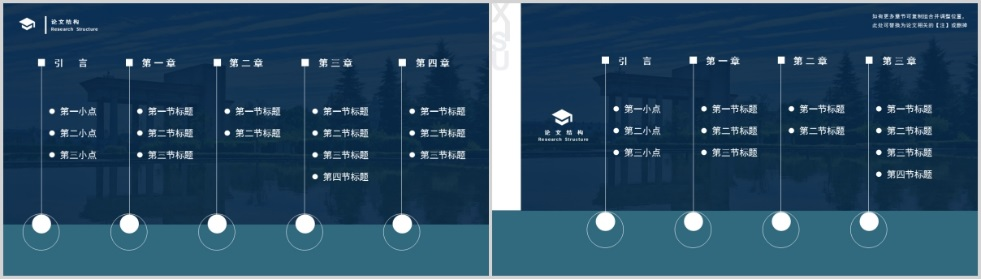 论文结构
Research Structure
引 言
第一章
第二章
第三章
第四章
第一小点
第二小点
第三小点
第一节标题
第二节标题
第三节标题
第一节标题
第二节标题
第一节标题
第二节标题
第三节标题
第四节标题
第一节标题
第二节标题
第三节标题
XJSU
如有更多章节可复制组合并调整位置。
此处可替换为论文相关的【注】或删掉
论文结构
Research Structure
引 言
第一章
第二章
第三章
第一小点
第二小点
第三小点
第一节标题
第二节标题
第三节标题
第一节标题
第二节标题
第一节标题
第二节标题
第三节标题
第四节标题